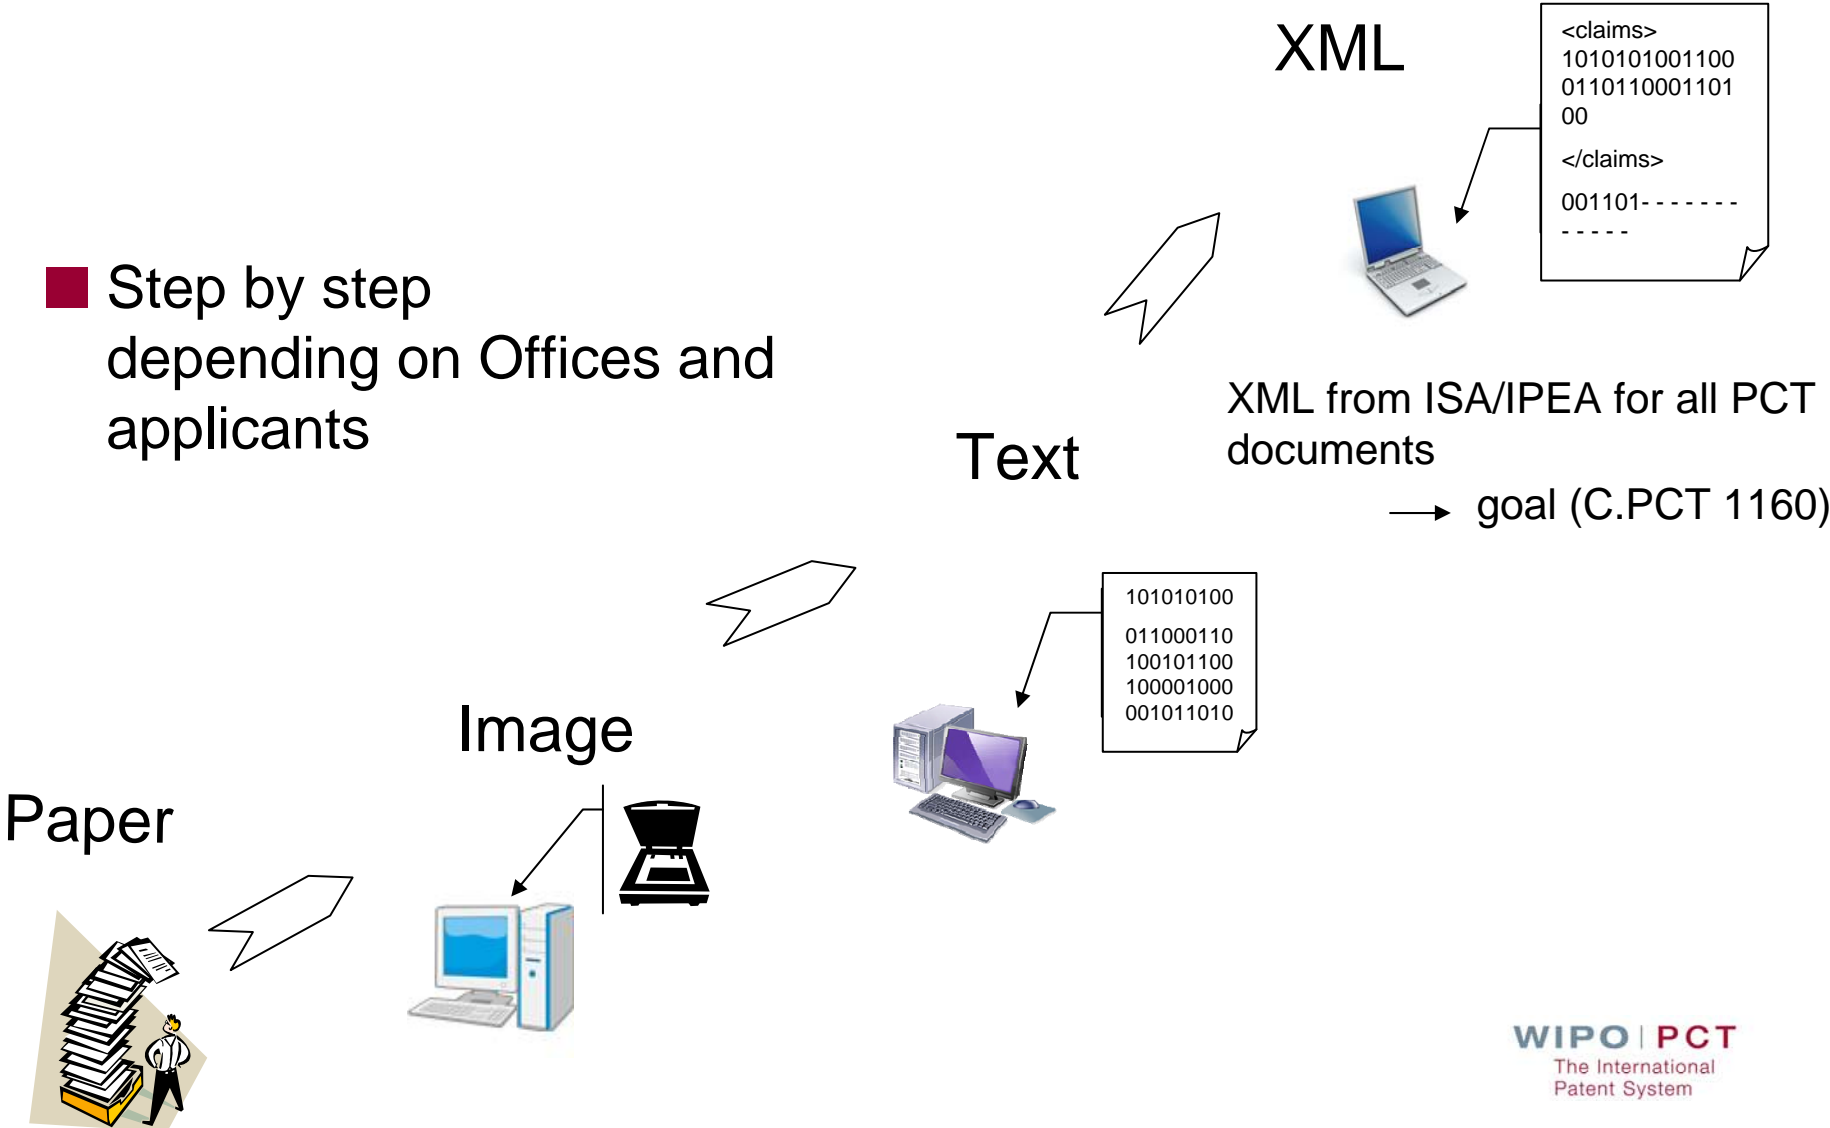 XML
<claims>
1010101001100
0110110001101
00
</claims>
001101- - - - - - -
- - - - -
Step by step
depending on Offices and
applicants
XML from ISA/IPEA for all PCT
documents
goal (C.PCT 1160)
Text
101010100
011000110
100101100
100001000
001011010
Image
Paper
WIPO | PCT
The International
Patent System